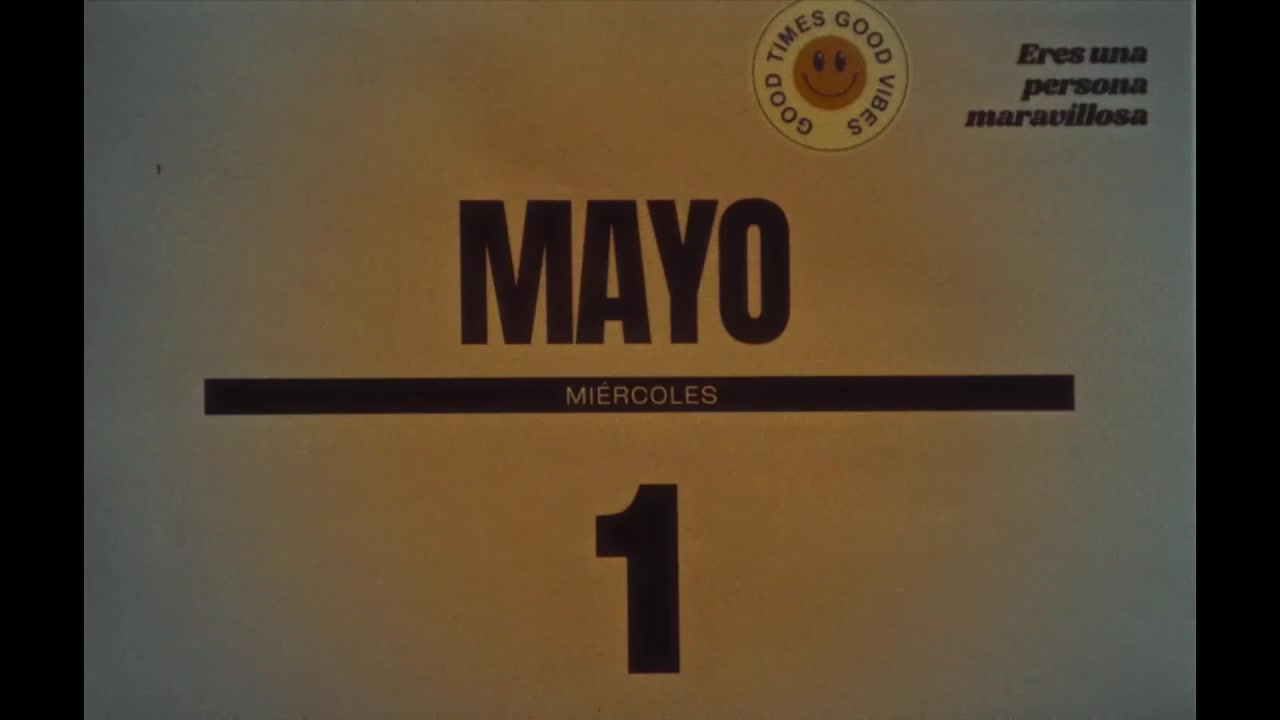 GOOD TIMES GOOD VIBES
Eres una
persona
maravillosa
MAYO
MIÉRCOLES
1